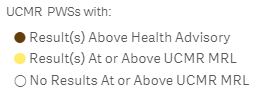 UCMR PWSs with:
Result(s) Above Health Advisory
Result(s) At or Above UCMR MRL
No Results At or Above UCMR MRL